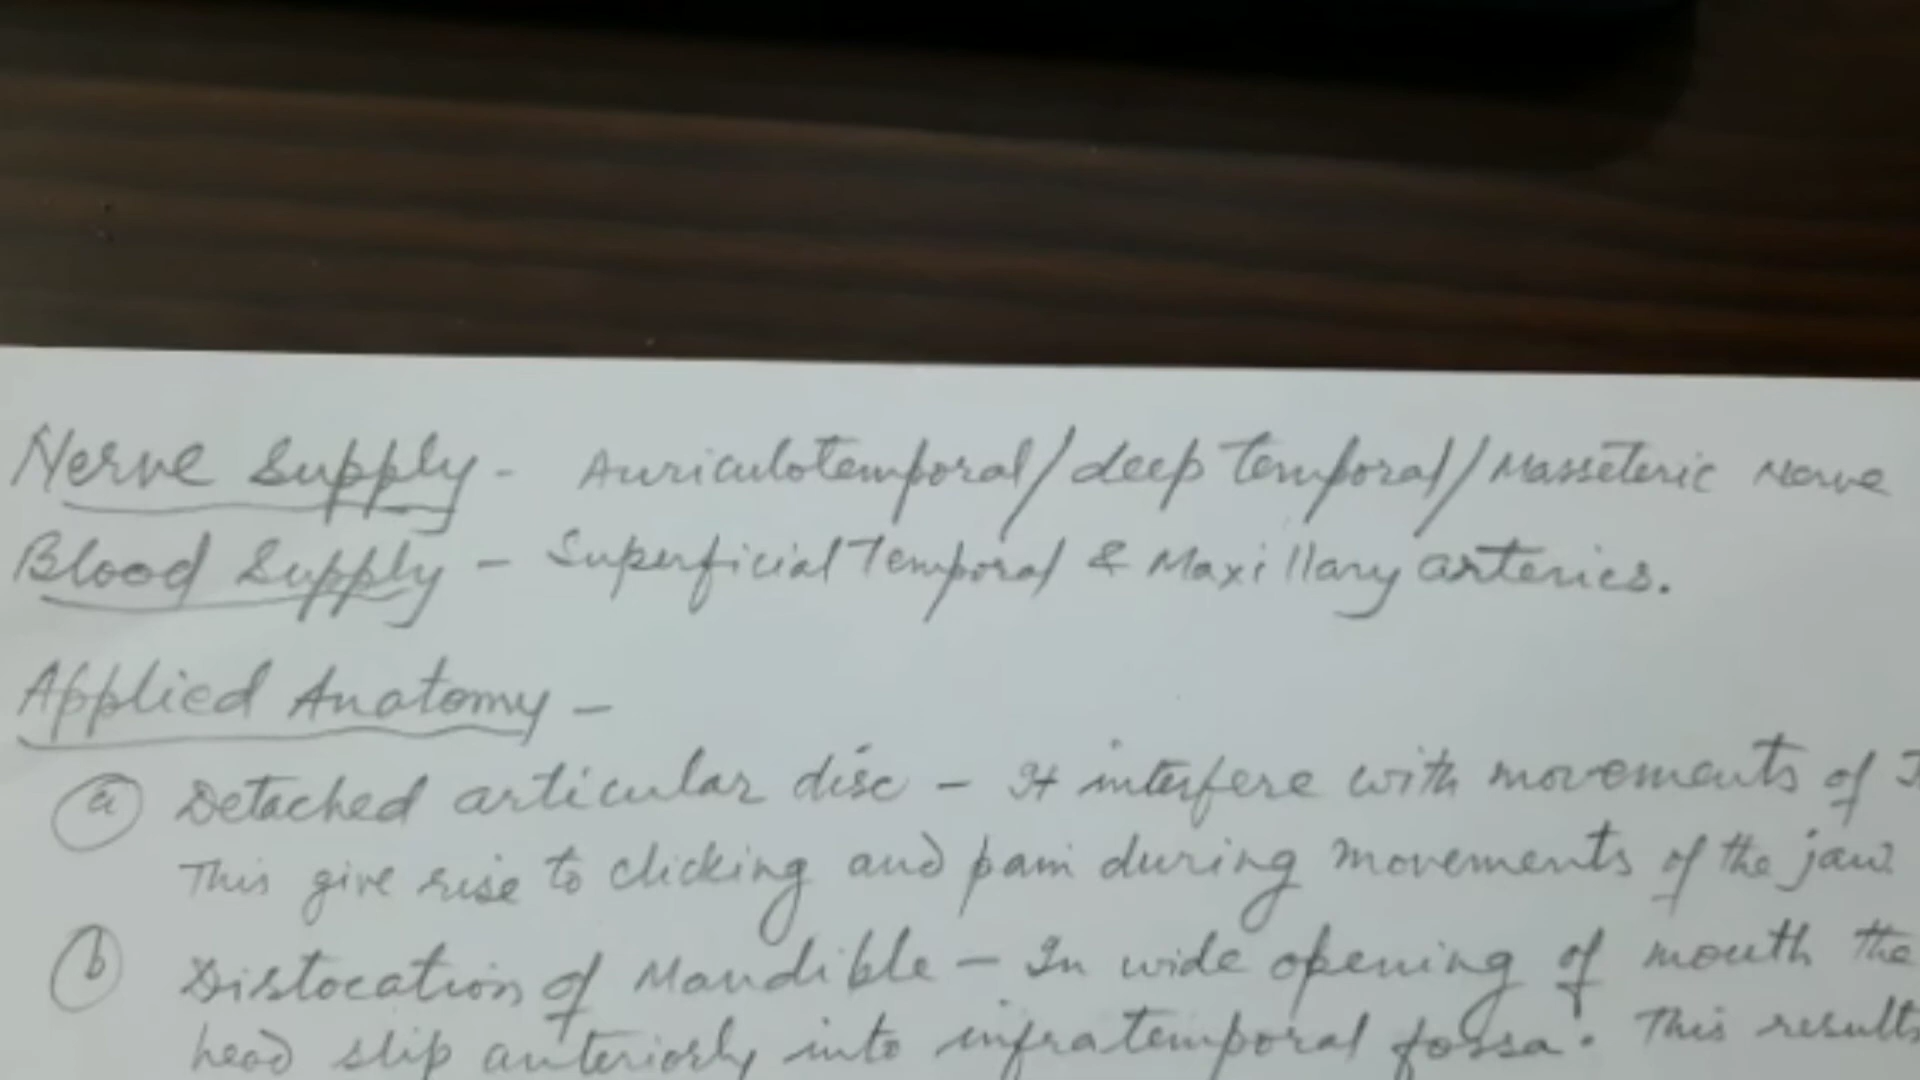 Nerve Supply - Auriculotemporal/deep temporal/Masseteric Nerve
Blood Supply - Superficial Temporal & Maxillary arteries.
Applied Anatomy -
(a) Detached articular disc - It interfere with movements of
This give rise to clicking and pain during movements of the jaw.
(b) Distocation of Mandible - In wide opening of mouth the
head slip anteriorly into infratemporal fossa. This results